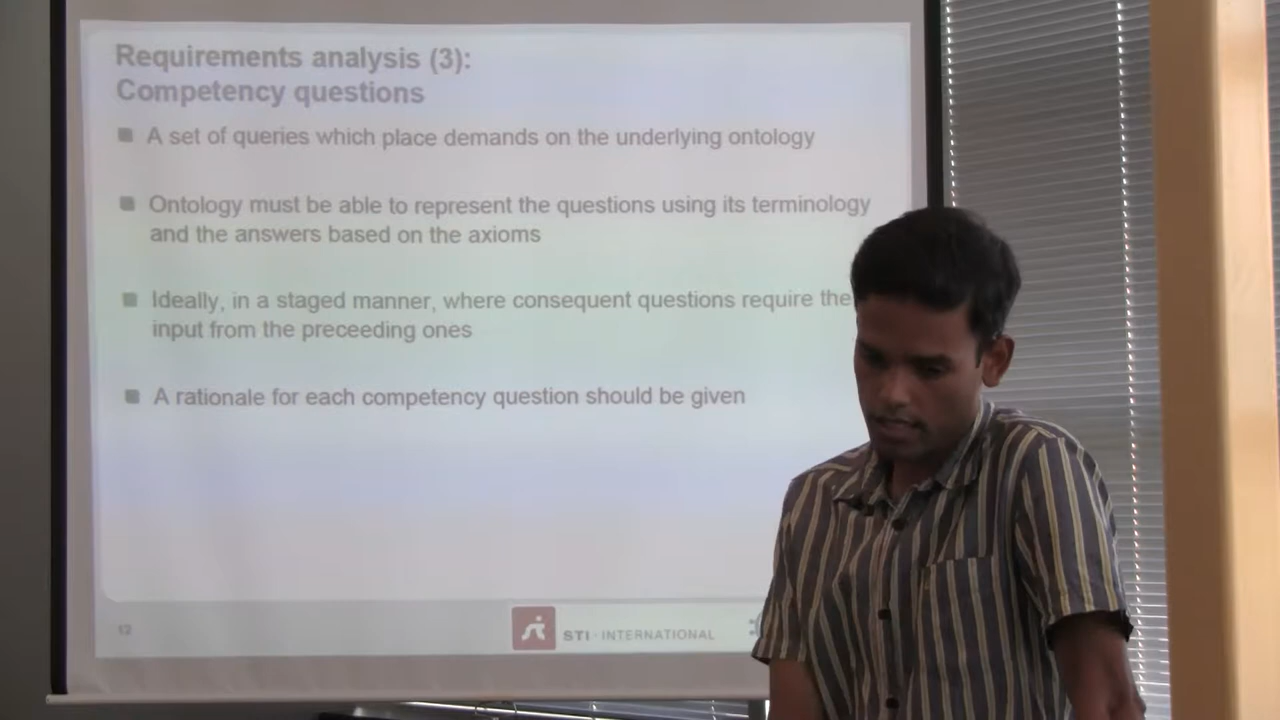 Requirements analysis (3):
Competency questions
A set of queries which place demands on the underlying ontology
Ontology must be able to represent the questions using its terminology
and the answers based on the axioms
Ideally, in a staged manner, where consequent questions require the
input from the preceeding ones
A rationale for each competency question should be given
12
STI · INTERNATIONAL